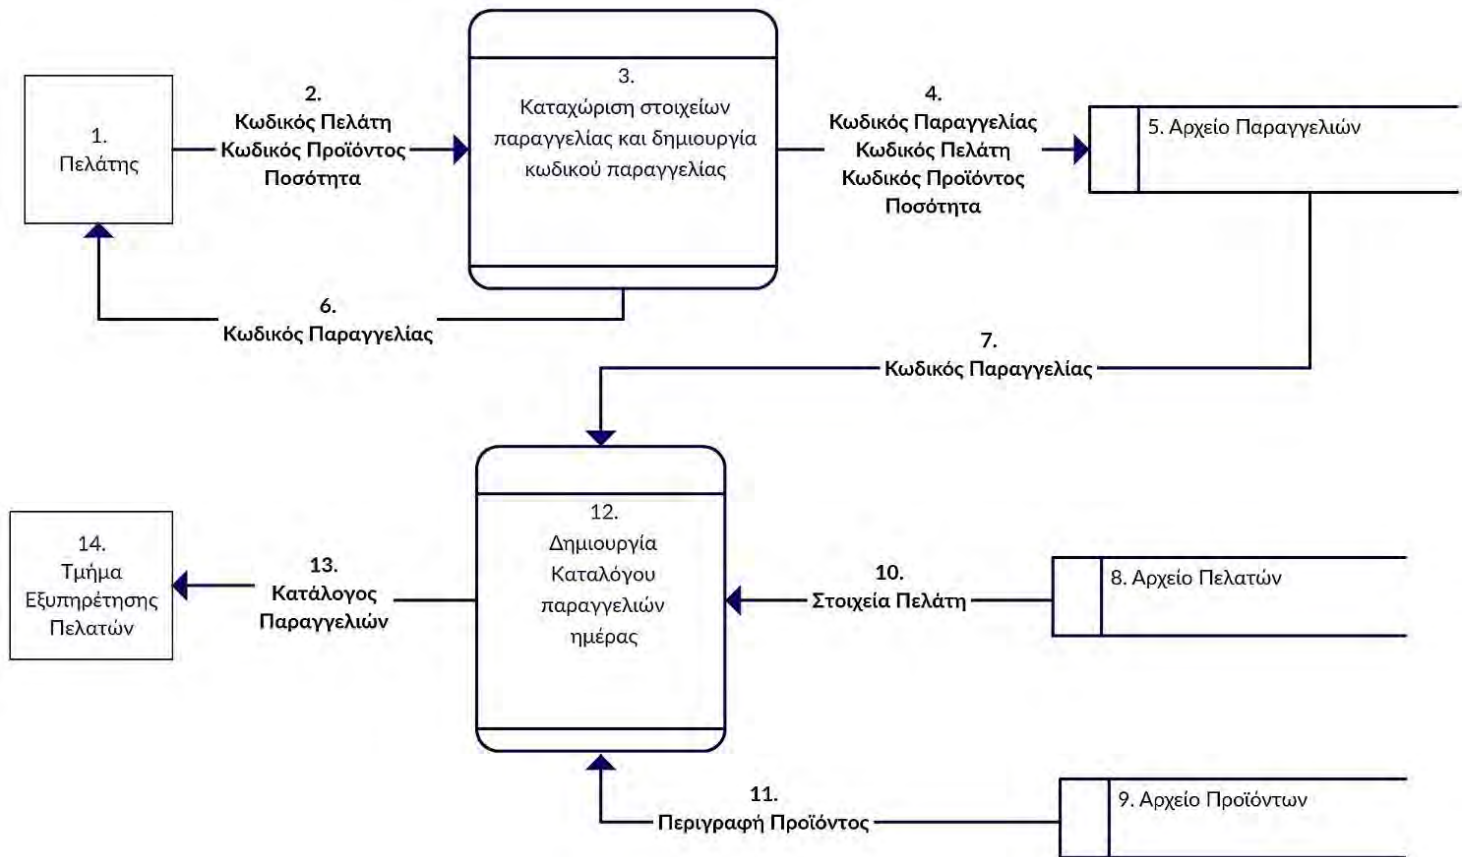 1.
Πελάτης
2.
Κωδικός Πελάτη
Κωδικός Προϊόντος
Ποσότητα
3.
Καταχώριση στοιχείων
παραγγελίας και δημιουργία
κωδικού παραγγελίας
4.
Κωδικός Παραγγελίας
Κωδικός Πελάτη
Κωδικός Προϊόντος
Ποσότητα
5. Αρχείο Παραγγελιών
6.
Κωδικός Παραγγελίας
7.
Κωδικός Παραγγελίας
14.
Τμήμα
Εξυπηρέτησης
Πελατών
13.
Κατάλογος
Παραγγελιών
12.
Δημιουργία
Καταλόγου
παραγγελιών
ημέρας
10.
Στοιχεία Πελάτη
8. Αρχείο Πελατών
11.
Περιγραφή Προϊόντος
9. Αρχείο Προϊόντων